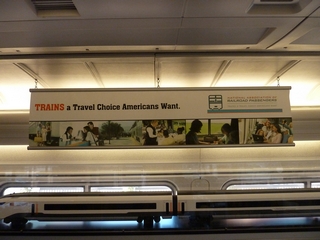 TRAINS a Travel Choice Americans Want.
NATIONAL ASSOCIATION OF
RAILROAD PASSENGERS